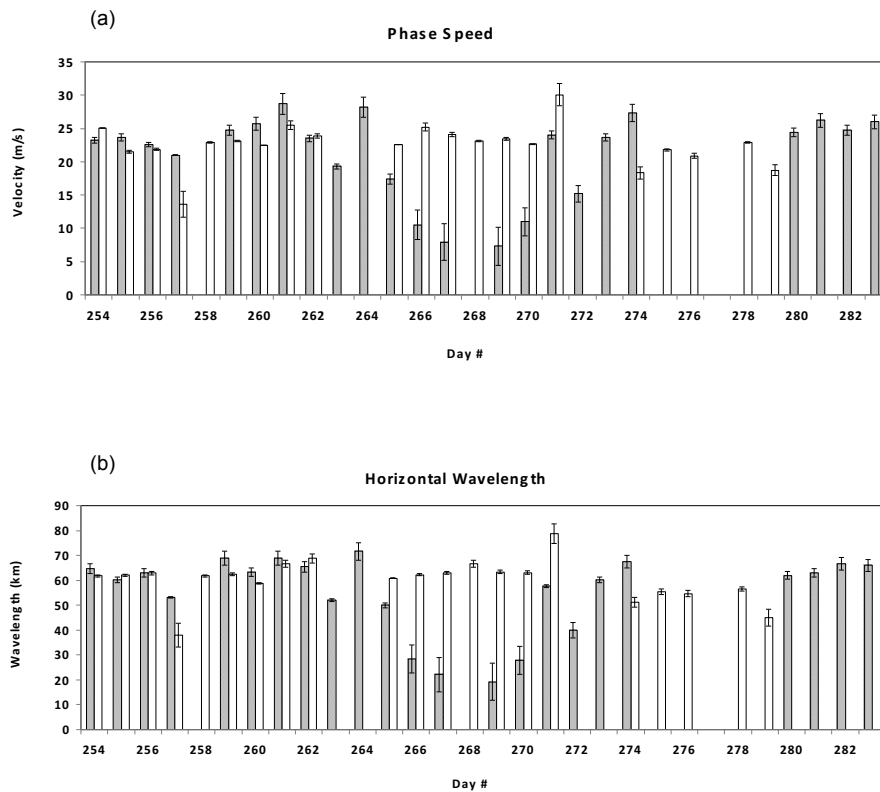 (a)
Phase Speed
35
30
25
20
15
10
5
0
Velocity (m/s)
254 256 258 260 262 264 266 268 270 272 274 276 278 280 282
Day #
(b)
Horizontal Wavelength
90
80
70
60
50
40
30
20
10
0
Wavelength (km)
254 256 258 260 262 264 266 268 270 272 274 276 278 280 282
Day #